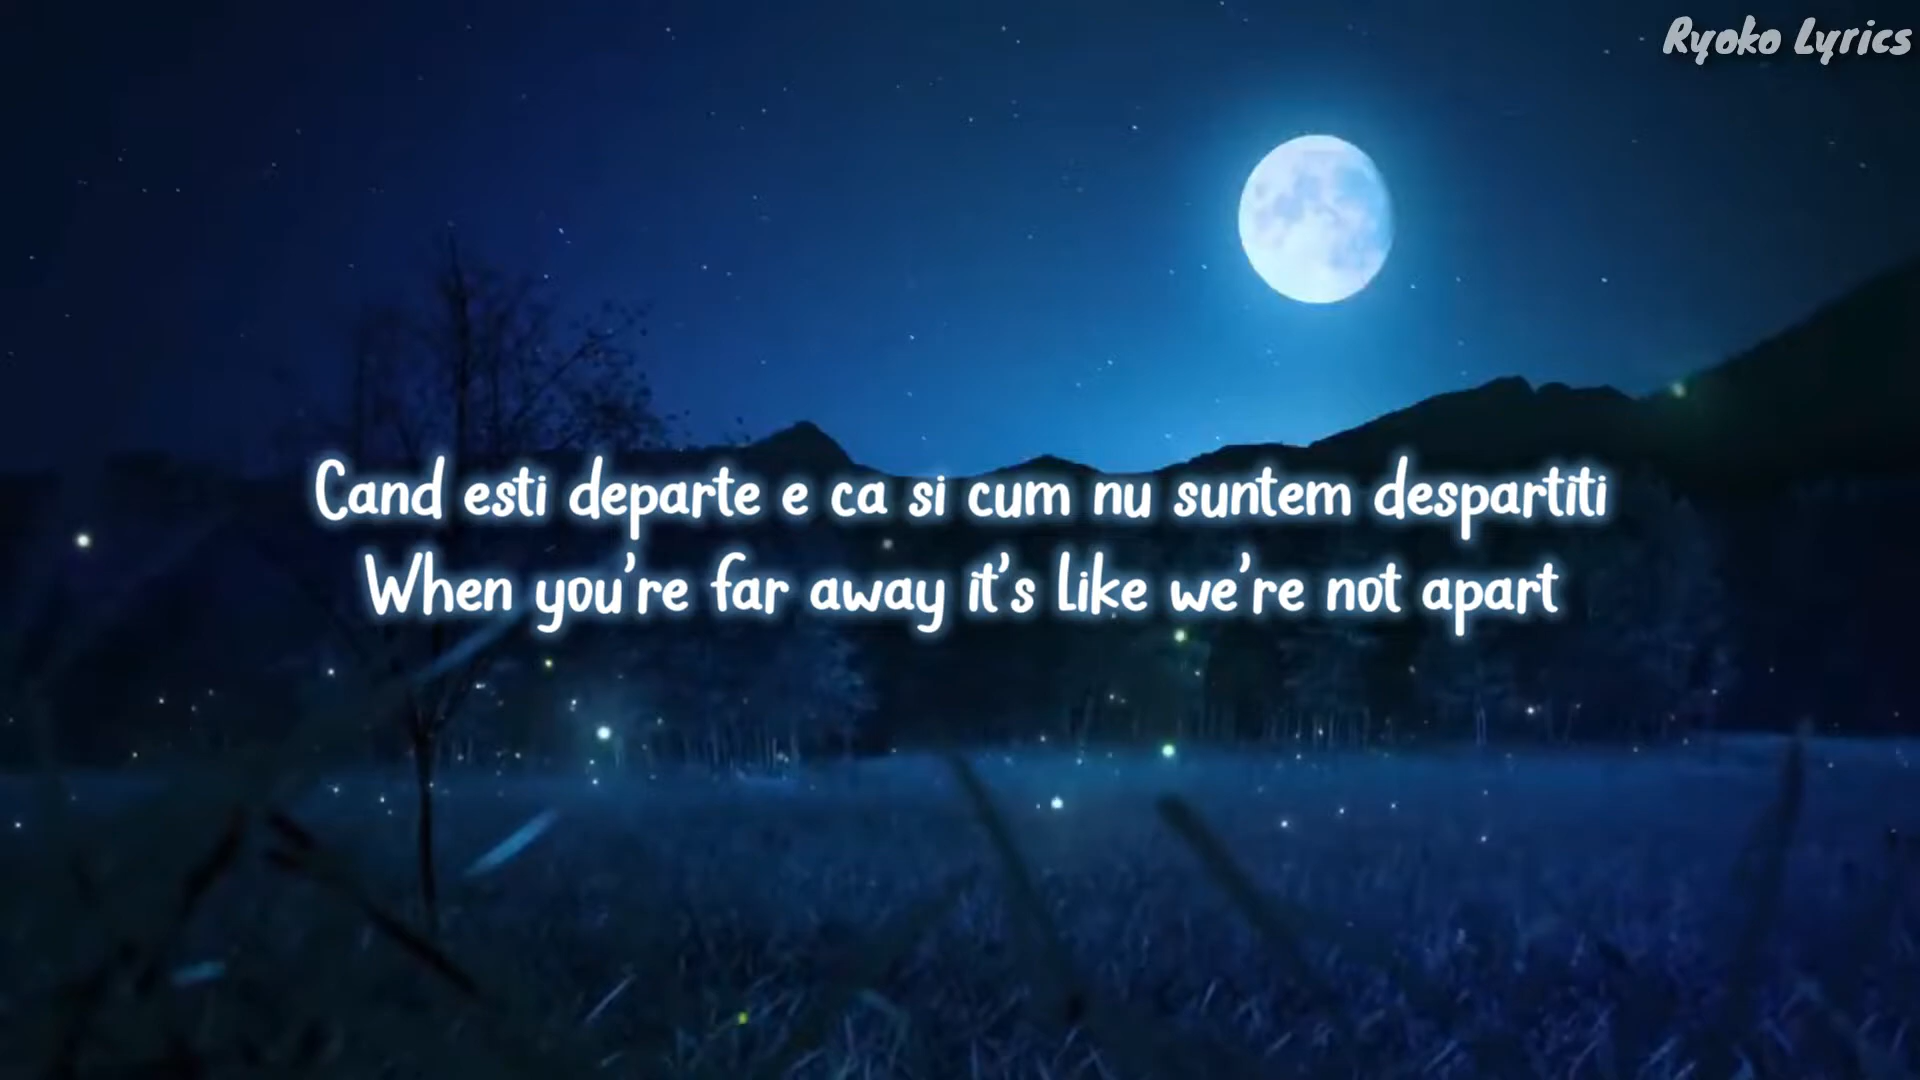 Ryoko Lyrics
Cand esti departe e ca si cum nu suntem despartiti
When you're far away it's like we're not apart